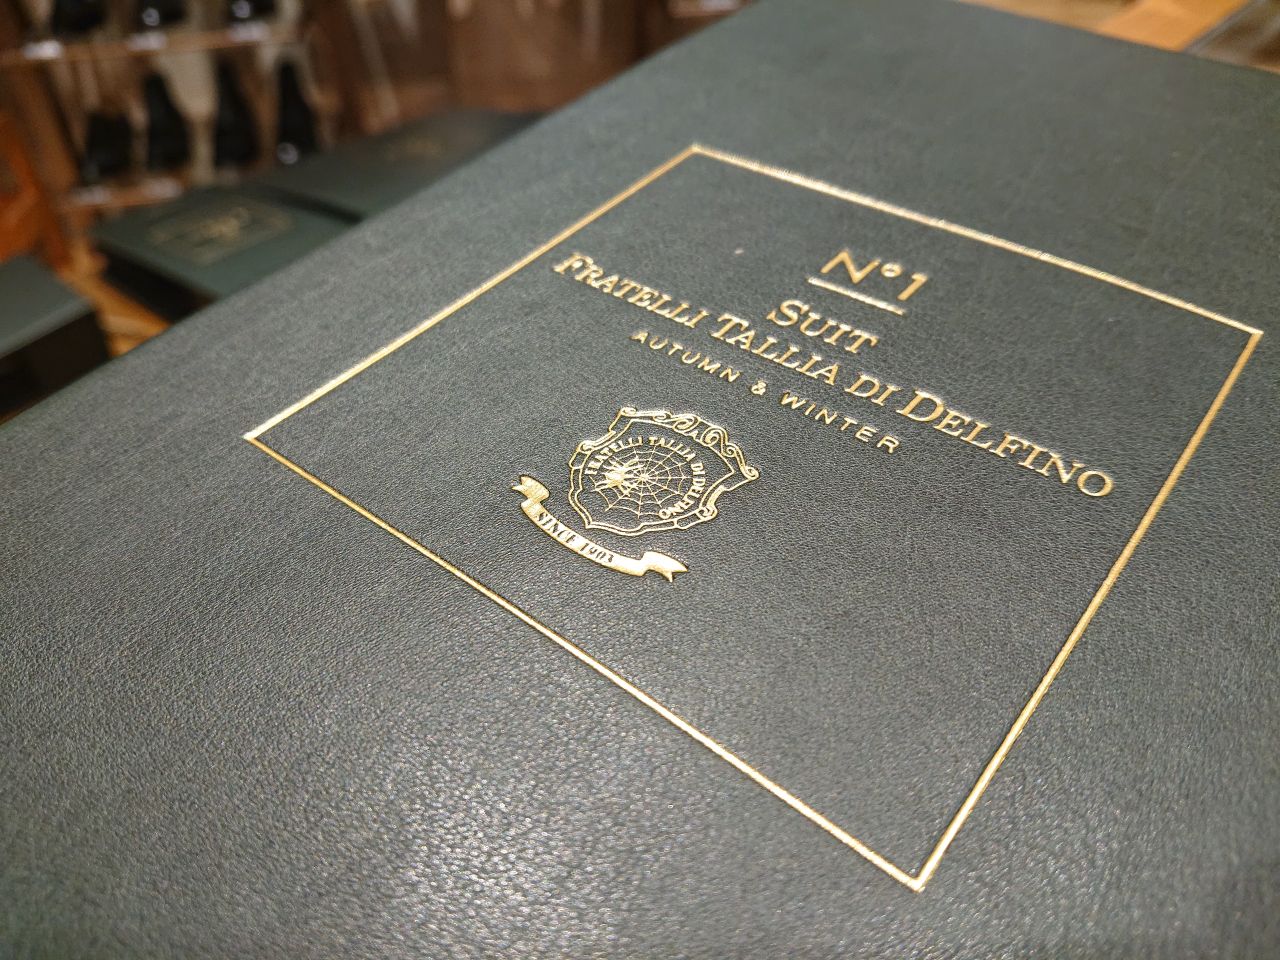 N°1
SUIT
FRATELLI TALLIA DI DELFINO
AUTUMN & WINTER
FRATELLI TALLIA DI DELFINO
SINCE 1903